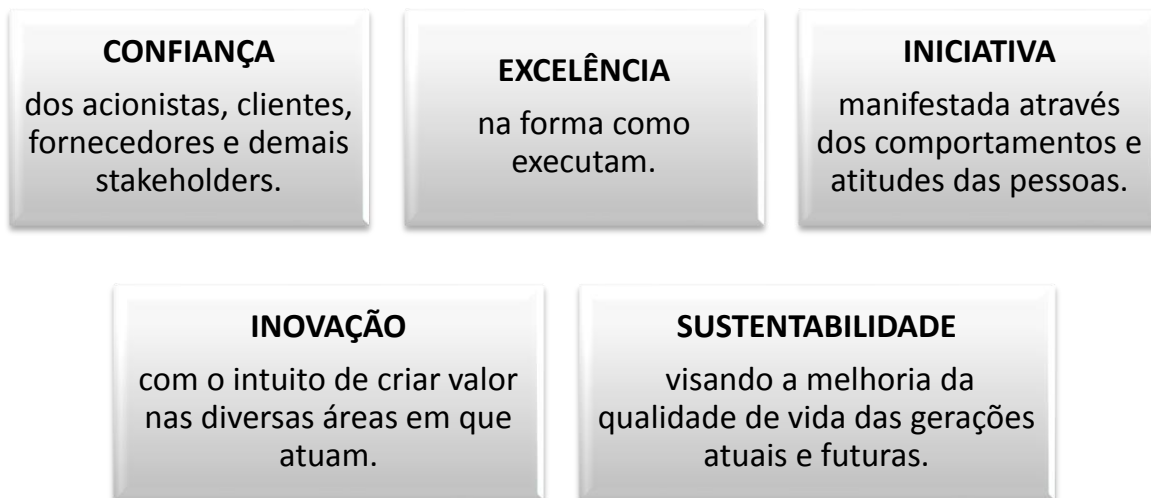 CONFIANÇA
dos acionistas, clientes,
fornecedores e demais
stakeholders.
EXCELÊNCIA
na forma como
executam.
INICIATIVA
manifestada através
dos comportamentos e
atitudes das pessoas.
INOVAÇÃO
com o intuito de criar valor
nas diversas áreas em que
atuam.
SUSTENTABILIDADE
visando a melhoria da
qualidade de vida das gerações
atuais e futuras.